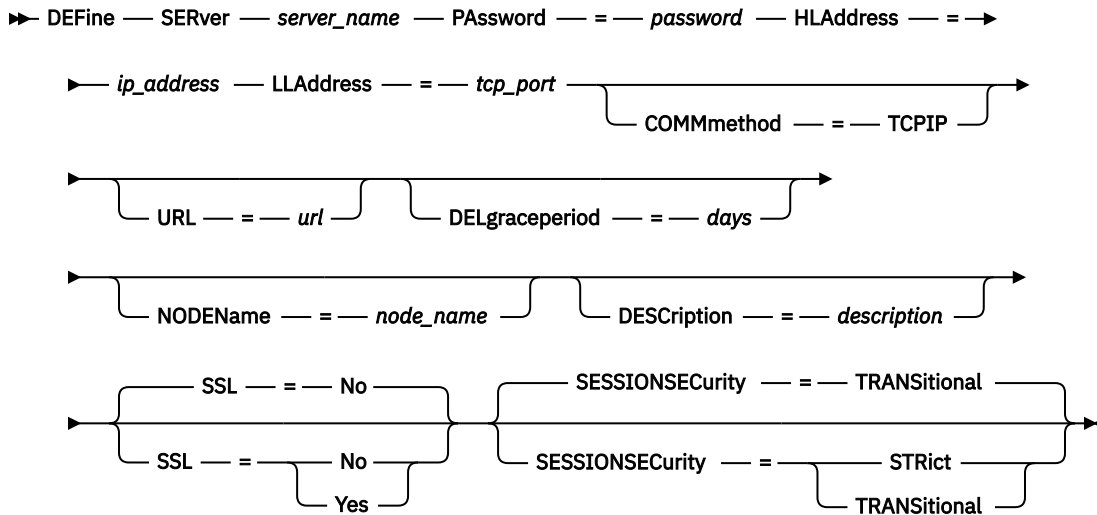 DEFine SERver server_name PAssword = password HLAddress =
ip_address LLAddress = tcp_port
COMMmethod = TCPIP
URL = url DELgraceperiod = days
NODEName = node_name DESCription = description
SSL = No SESSIONSECurity = TRANSitional
SSL = No SESSIONSECurity = STRict
Yes TRANSitional